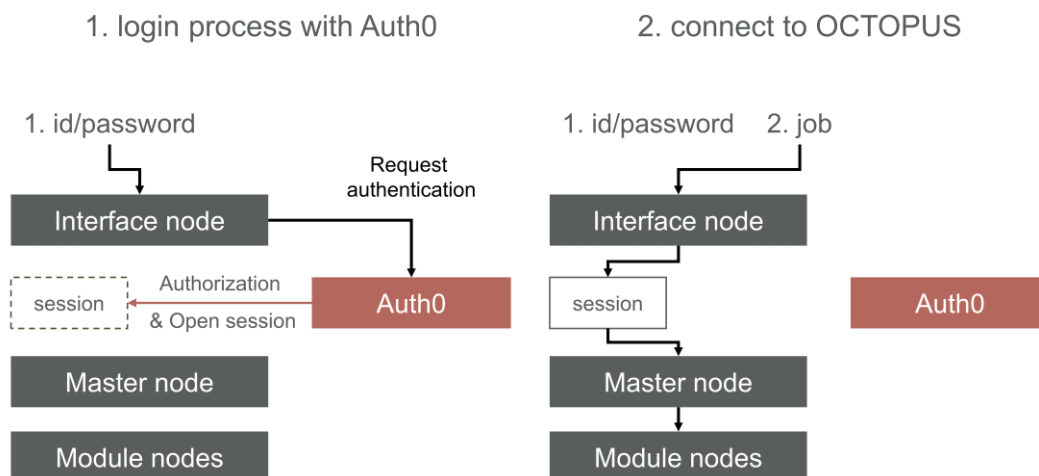 1. login process with Auth0
1. id/password
Request
authentication
Interface node
Authorization
session
& Open session
Auth0
Master node
Module nodes
2. connect to OCTOPUS
1. id/password
2. job
Interface node
session
Auth0
Master node
Module nodes